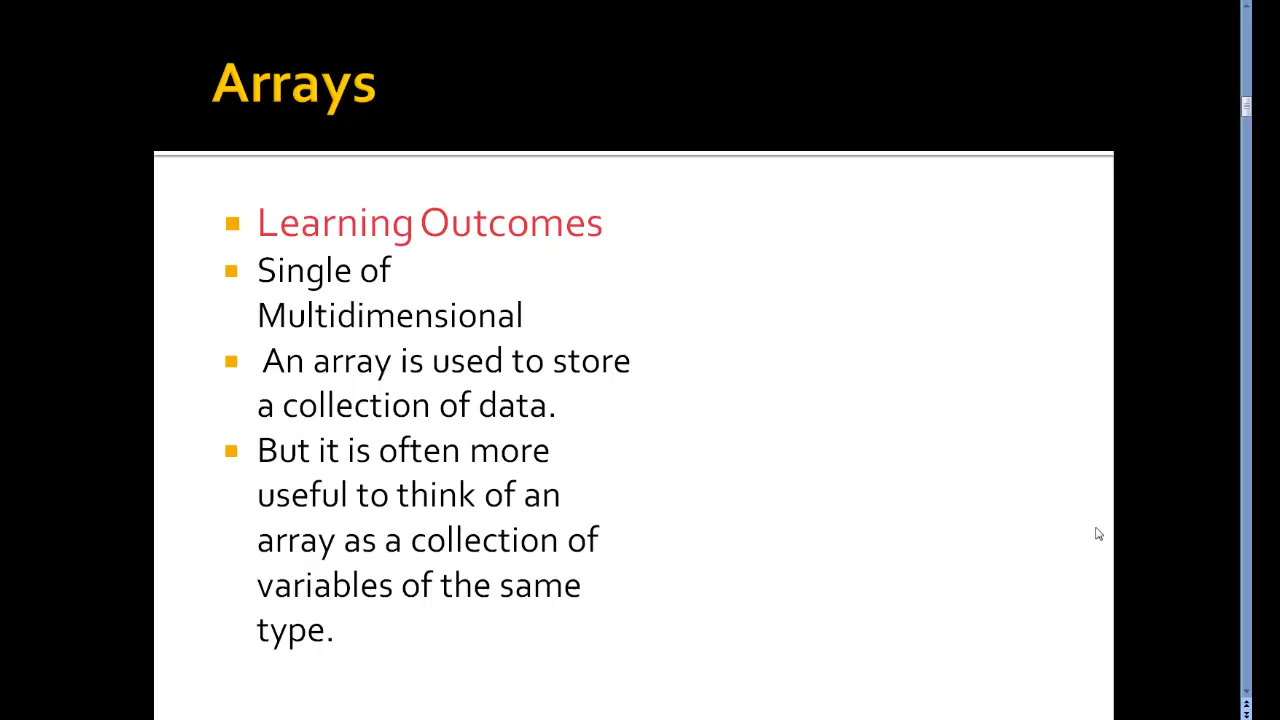 Arrays
Learning Outcomes
Single of
Multidimensional
An array is used to store
a collection of data.
But it is often more
useful to think of an
array as a collection of
variables of the same
type.